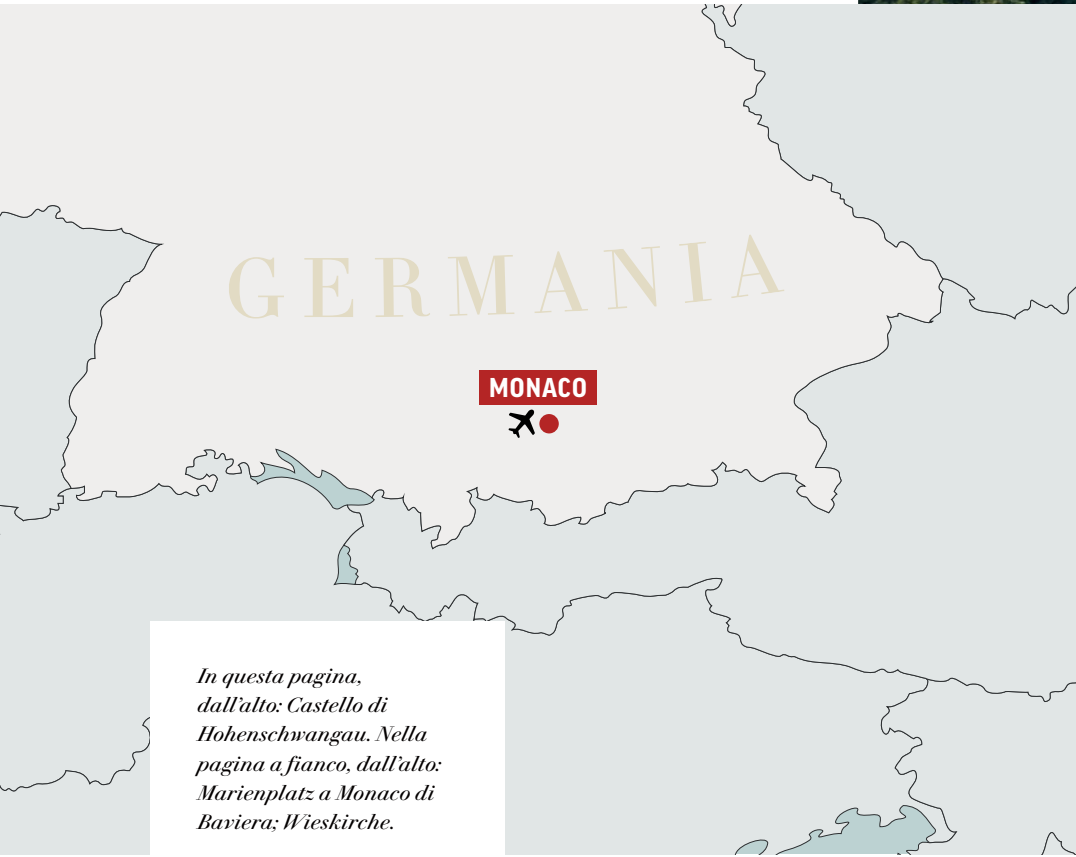 GERMANIA
MONACO
In questa pagina,
dall'alto: Castello di
Hohenschwangau. Nella
pagina a fianco, dall'alto:
Marienplatz a Monaco di
Baviera; Wieskirche.